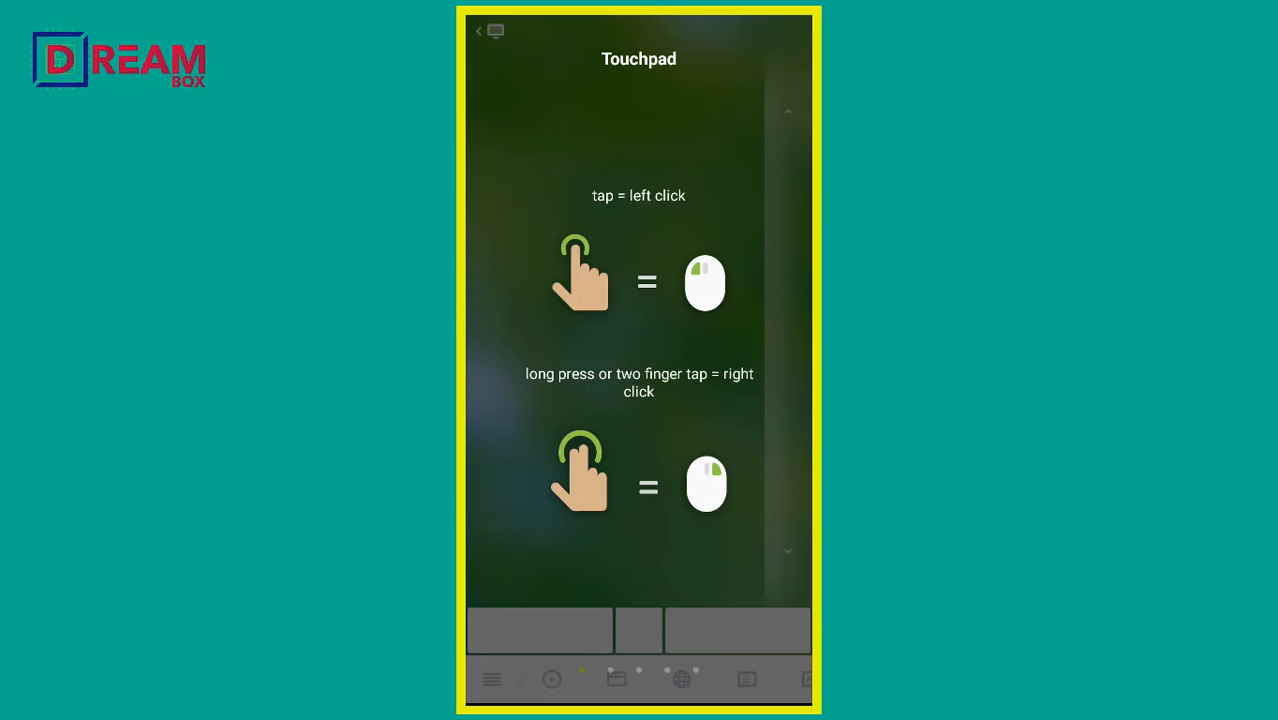 DREAM
BOX
Touchpad
tap = left click
=
long press or two finger tap = right
click
=